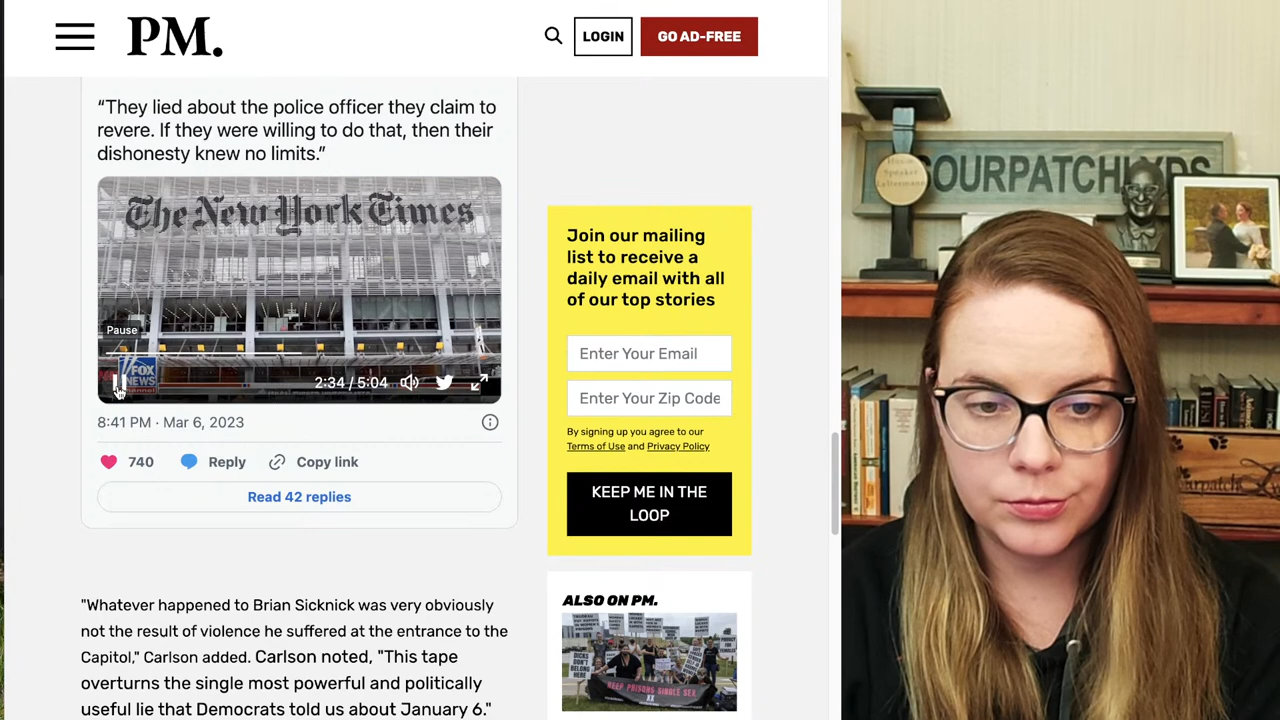 PM.
LOGIN
GO AD-FREE
“They lied about the police officer they claim to
revere. If they were willing to do that, then their
dishonesty knew no limits.”
The New York Times
Pause
FOX
NEWS
channel
2:34 / 5:04
8:41 PM · Mar 6, 2023
740
Reply
Copy link
Read 42 replies
"Whatever happened to Brian Sicknick was very obviously
not the result of violence he suffered at the entrance to the
Capitol," Carlson added. Carlson noted, "This tape
overturns the single most powerful and politically
useful lie that Democrats told us about January 6."
Join our mailing
list to receive a
daily email with all
of our top stories
Enter Your Email
Enter Your Zip Code
By signing up you agree to our
Terms of Use and Privacy Policy
KEEP ME IN THE
LOOP
ALSO ON PM.
DICKS
DON'T
BELONG
HERE
KEEP PRISONS SINGLE SEX
SOURPATCHLYDS